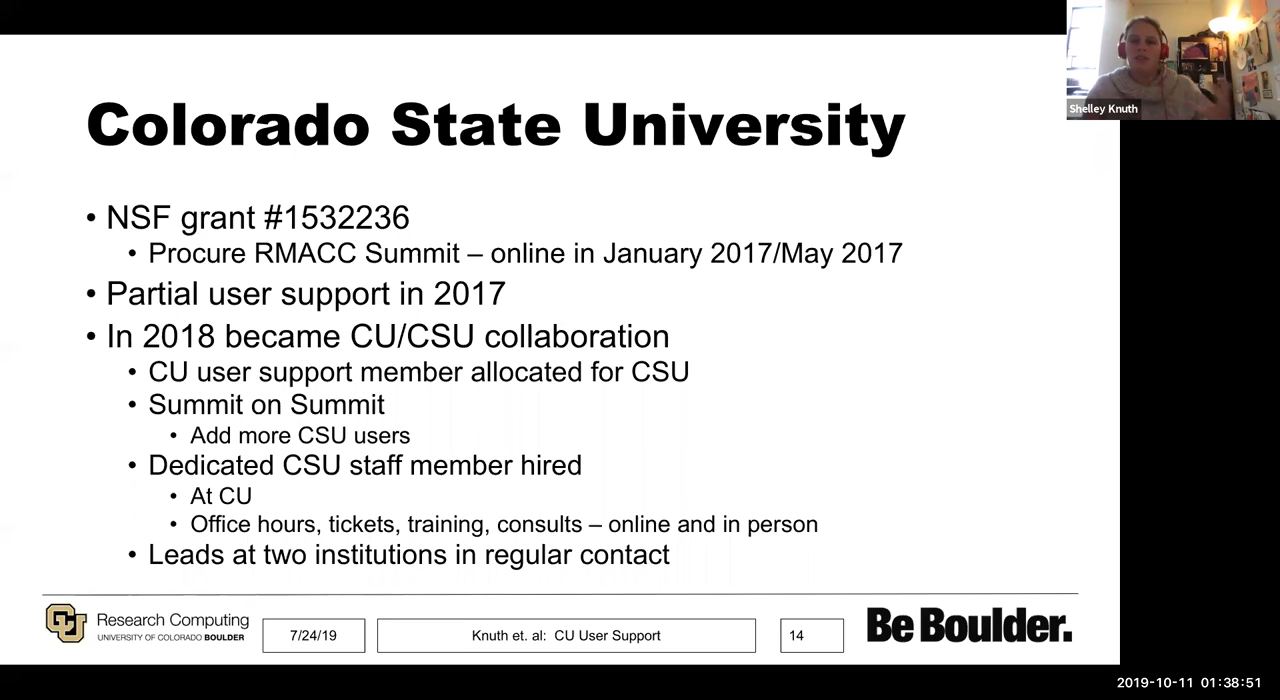 Shelley Knuth
Colorado State University
• NSF grant #1532236
• Procure RMACC Summit – online in January 2017/May 2017
• Partial user support in 2017
• In 2018 became CU/CSU collaboration
• CU user support member allocated for CSU
• Summit on Summit
• Add more CSU users
• Dedicated CSU staff member hired
• At CU
• Office hours, tickets, training, consults – online and in person
• Leads at two institutions in regular contact
CU
Research Computing
UNIVERSITY OF COLORADO BOULDER
7/24/19
Knuth et. al: CU User Support
14
Be Boulder.
2019-10-11 01:38:51